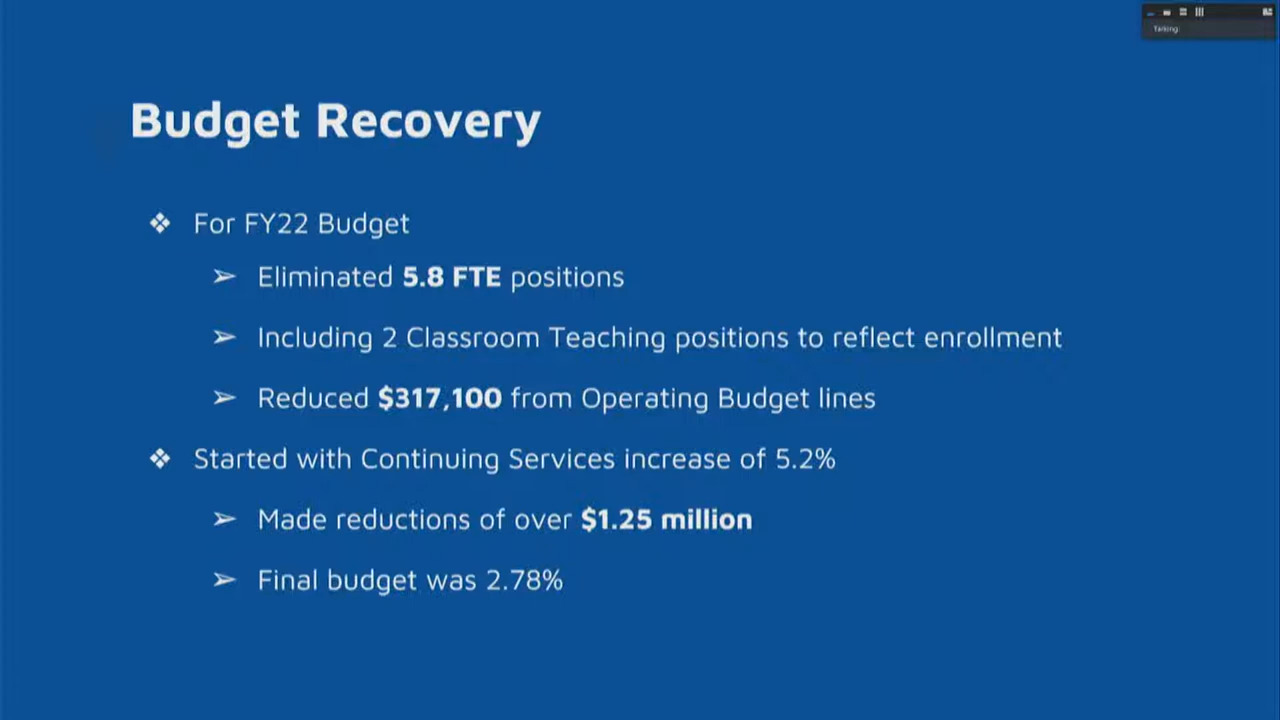 Talking:
Budget Recovery
❖ For FY22 Budget
➢ Eliminated 5.8 FTE positions
➢ Including 2 Classroom Teaching positions to reflect enrollment
➢ Reduced $317,100 from Operating Budget lines
❖ Started with Continuing Services increase of 5.2%
➢ Made reductions of over $1.25 million
➢ Final budget was 2.78%